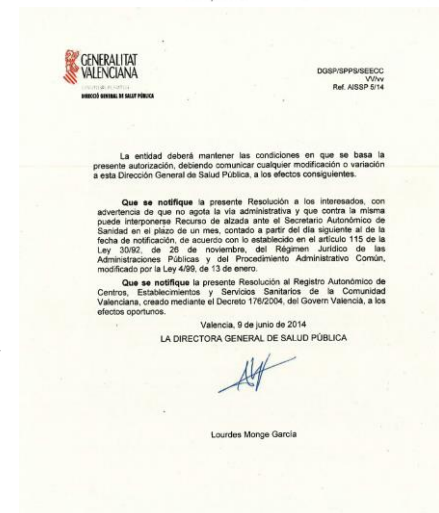 GENERALITAT
VALENCIANA
DIRECCIÓ GENERAL DE SALUT PÚBLICA
DGSP/SPPS/SEECC
VV/vv
Ref. AISSP 5/14
La entidad deberá mantener las condiciones en que se basa la
presente autorización, debiendo comunicar cualquier modificación o variación
a esta Dirección General de Salud Pública, a los efectos consiguientes.
Que se notifique la presente Resolución a los interesados, con
advertencia de que no agota la vía administrativa y que contra la misma
puede interponerse Recurso de alzada ante el Secretario Autonómico de
Sanidad en el plazo de un mes, contado a partir del día siguiente al de la
fecha de notificación, de acuerdo con lo establecido en el artículo 115 de la
Ley 30/92, de 26 de noviembre, del Régimen Jurídico de las
Administraciones Públicas y del Procedimiento Administrativo Común,
modificado por la Ley 4/99, de 13 de enero.
Que se notifique la presente Resolución al Registro Autonómico de
Centros, Establecimientos y Servicios Sanitarios de la Comunidad
Valenciana, creado mediante el Decreto 176/2004, del Govern Valencià, a los
efectos oportunos.
Valencia, 9 de junio de 2014
LA DIRECTORA GENERAL DE SALUD PÚBLICA
Lourdes Monge García